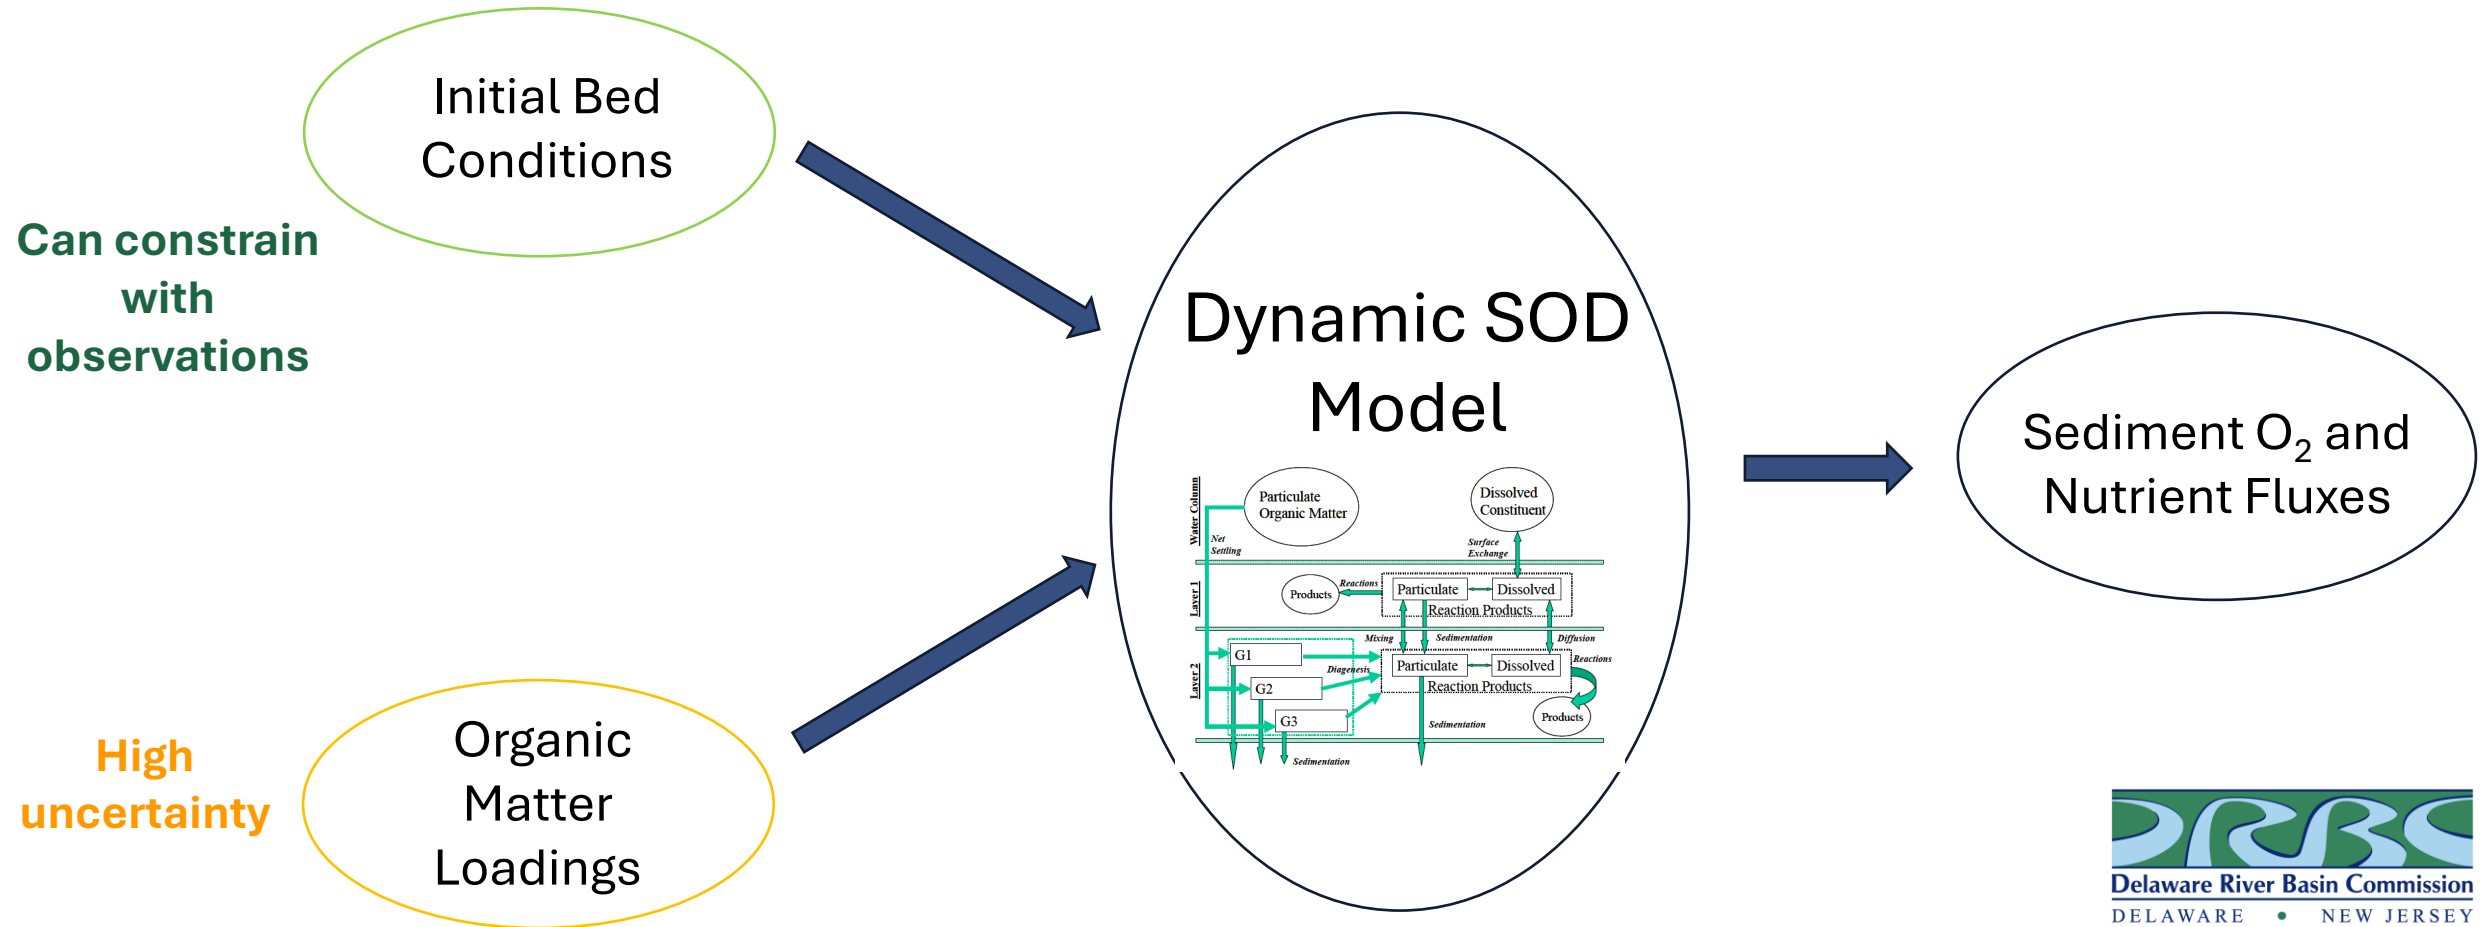 Initial Bed
Conditions
Can constrain
with
observations
High
uncertainty
Organic
Matter
Loadings
Dynamic SOD
Model
Water Column
Particulate
Organic Matter
Dissolved
Constituent
Net
Settling
Surface
Exchange
Layer 1
Products
Reactions
Particulate
Dissolved
Reaction Products
Mixing
Sedimentation
Diffusion
Layer 2
G1
G2
G3
Diagenesis
Particulate
Dissolved
Reaction Products
Reactions
Products
Sedimentation
Sedimentation
Sediment O₂ and
Nutrient Fluxes
DRBC
Delaware River Basin Commission
DELAWARE • NEW JERSEY